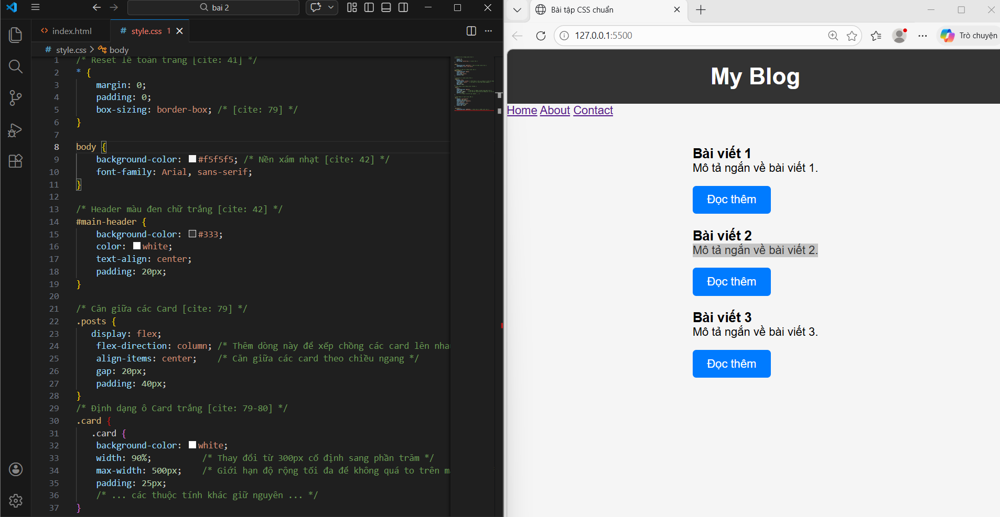 bai 2
index.html
style.css 1
# style.css > body
1 /* Reset lề toàn trang [cite: 41] */
2 * {
3 margin: 0;
4 padding: 0;
5 box-sizing: border-box; /* [cite: 79] */
6 }
7
8 body {
9 background-color: #f5f5f5; /* Nền xám nhạt [cite: 42] */
10 font-family: Arial, sans-serif;
11 }
12
13 /* Header màu đen chữ trắng [cite: 42] */
14 #main-header {
15 background-color: #333;
16 color: white;
17 text-align: center;
18 padding: 20px;
19 }
20
21 /* Căn giữa các Card [cite: 79] */
22 .posts {
23 display: flex;
24 flex-direction: column; /* Thêm dòng này để xếp chồng các card lên nhau
25 align-items: center; /* Căn giữa các card theo chiều ngang */
26 gap: 20px;
27 padding: 40px;
28 }
29 /* Định dạng ô Card trắng [cite: 79-80] */
30 .card {
31 .card {
32 background-color: white;
33 width: 90%; /* Thay đổi từ 300px cố định sang phần trăm */
34 max-width: 500px; /* Giới hạn độ rộng tối đa để không quá to trên m
35 padding: 25px;
36 /* ... các thuộc tính khác giữ nguyên ... */
37 }
Bài tập CSS chuẩn
127.0.0.1:5500
Trò chuyện
My Blog
Home About Contact
Bài viết 1
Mô tả ngắn về bài viết 1.
Đọc thêm
Bài viết 2
Mô tả ngắn về bài viết 2.
Đọc thêm
Bài viết 3
Mô tả ngắn về bài viết 3.
Đọc thêm